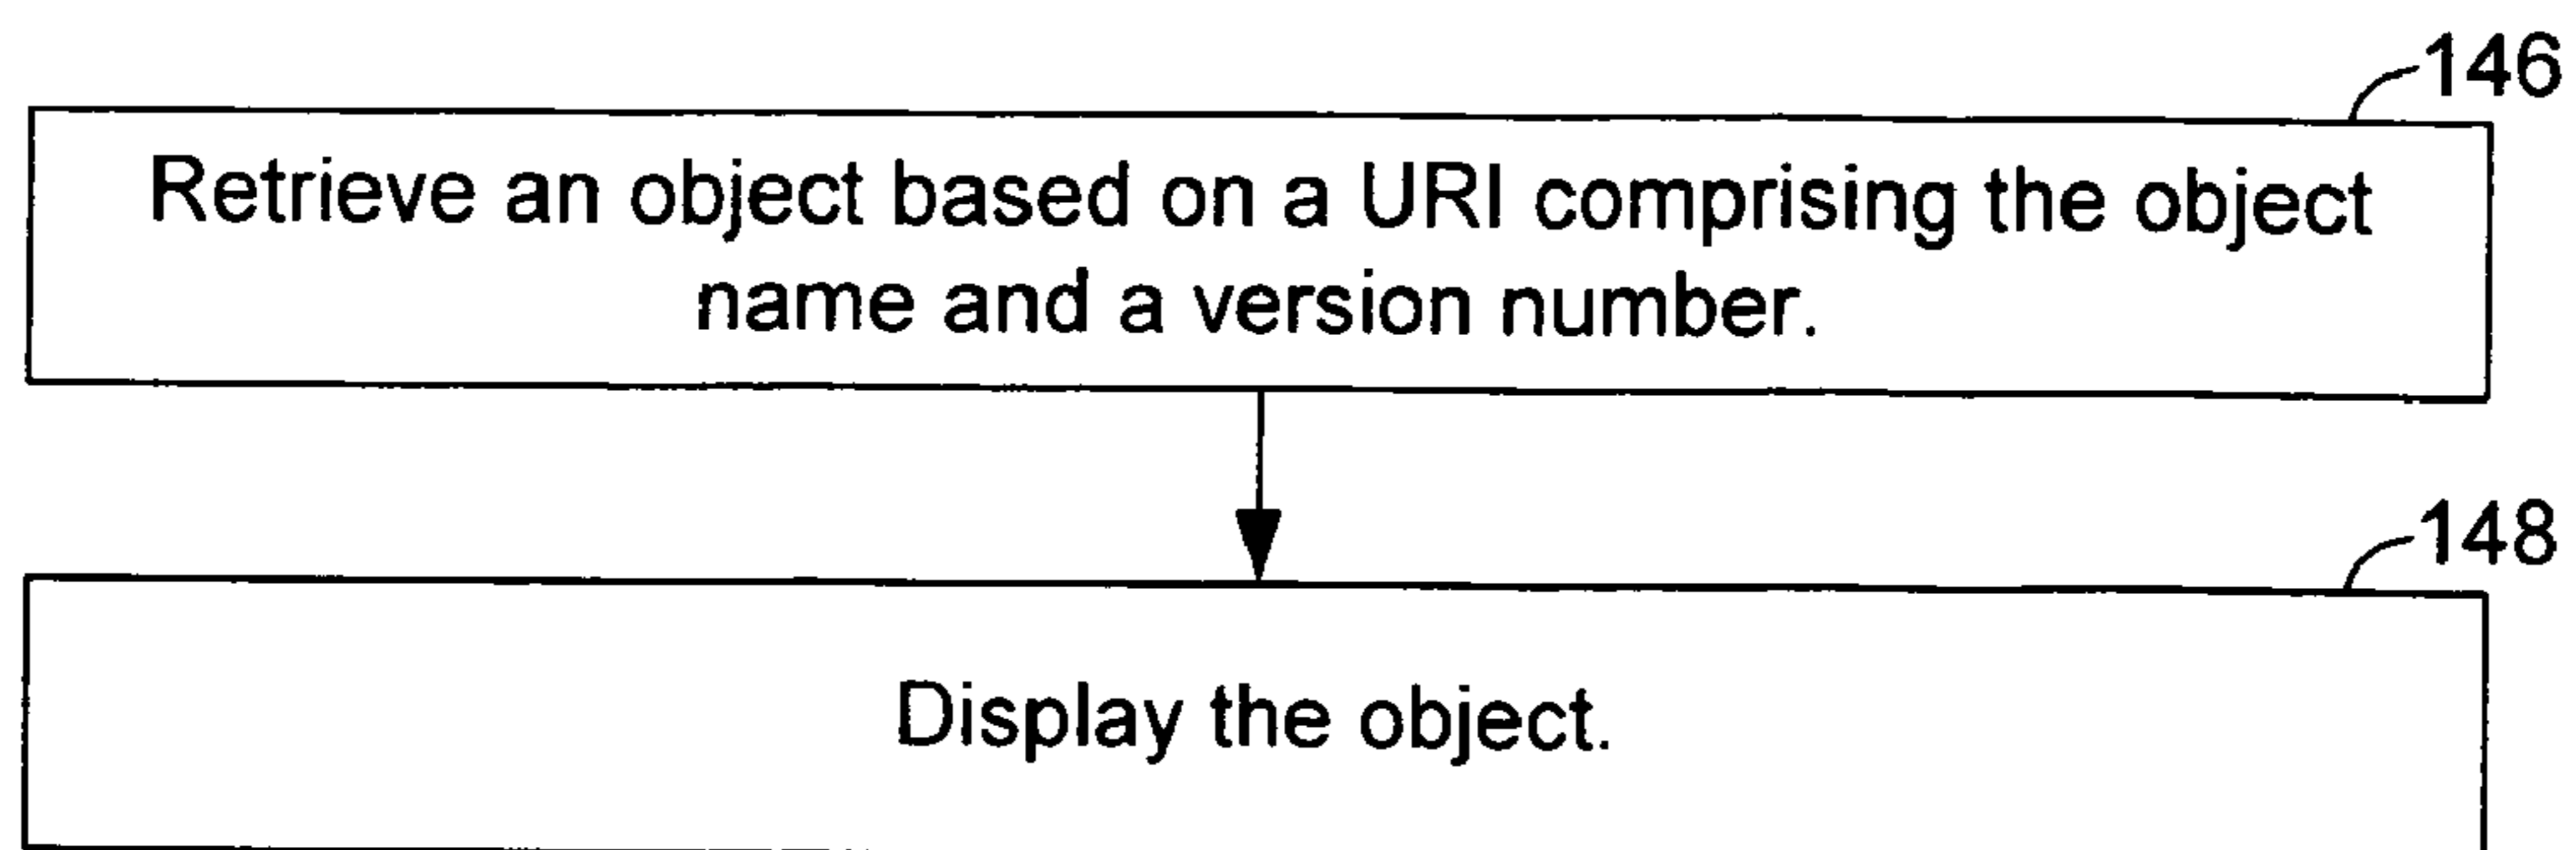 146
Retrieve an object based on a URI comprising the object
name and a version number.
148
Display the object.